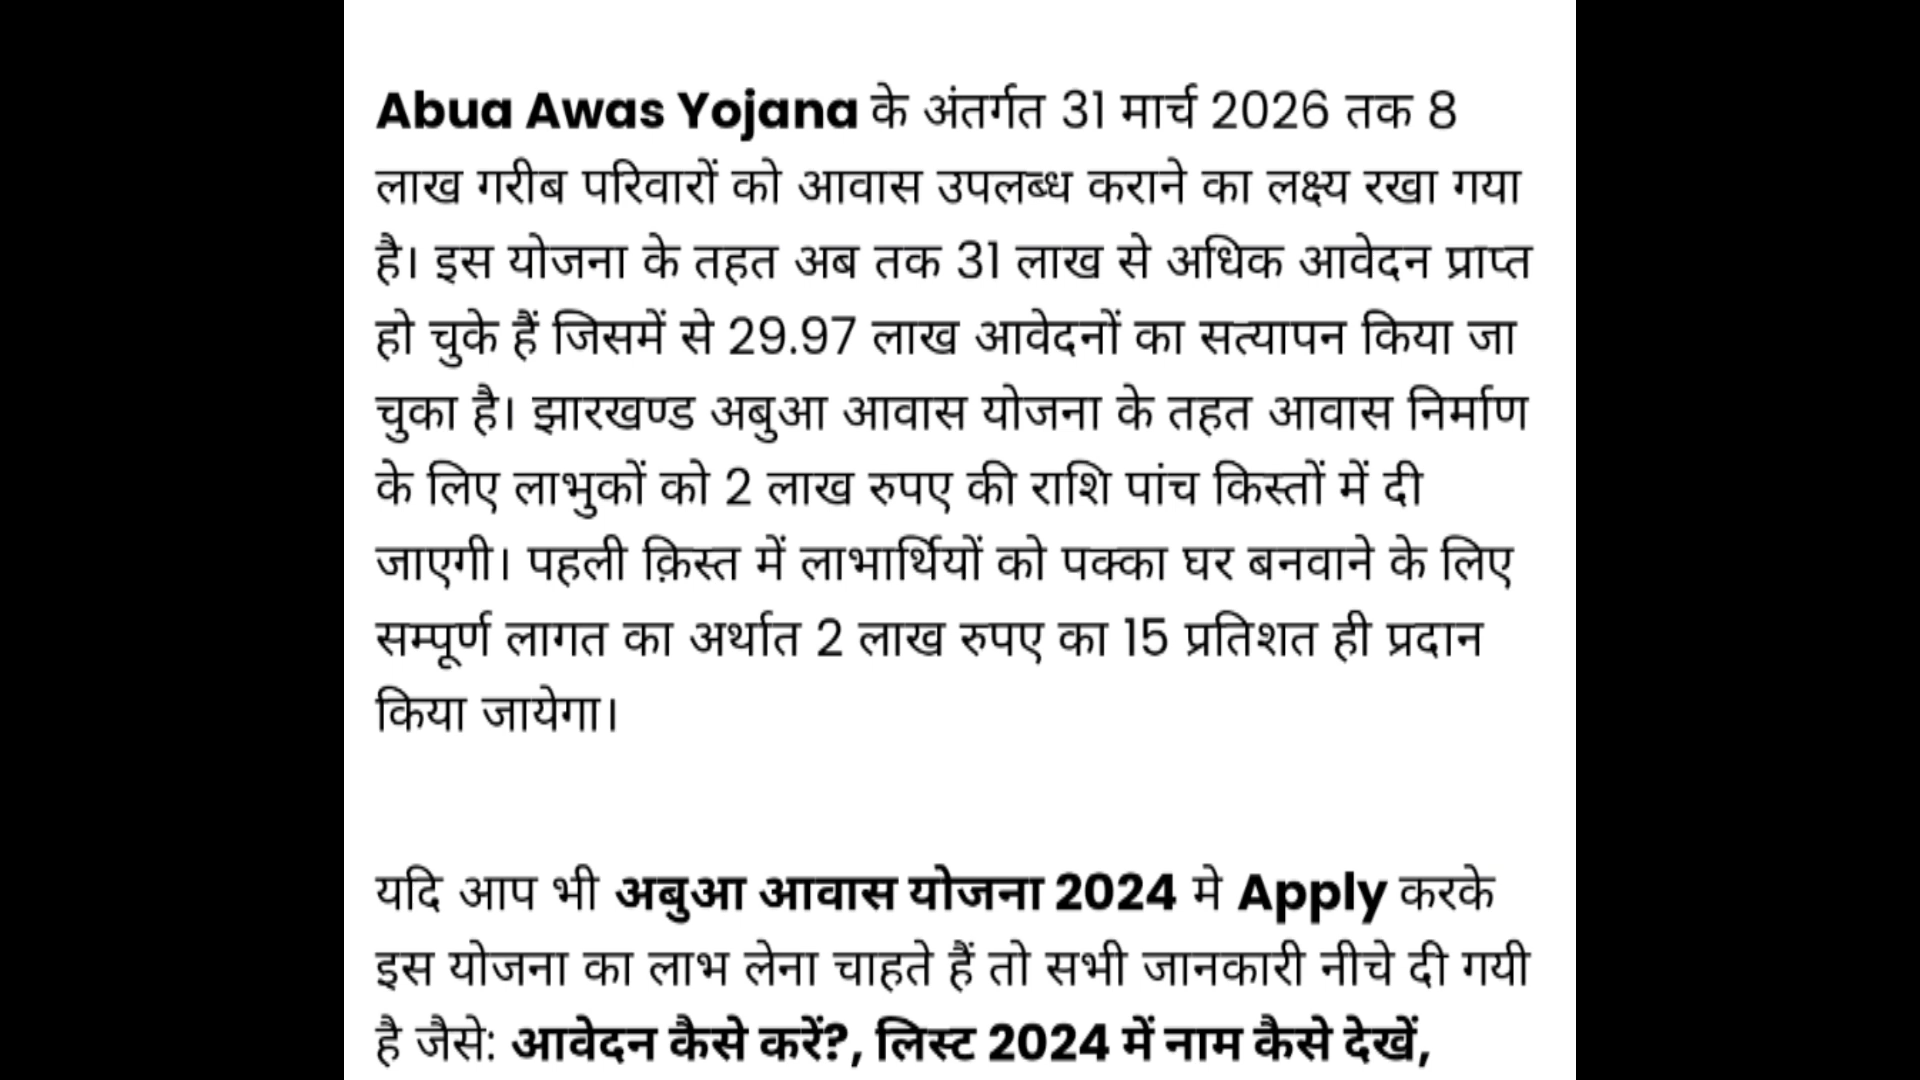 Abua Awas Yojana के अंतर्गत 31 मार्च 2026 तक 8
लाख गरीब परिवारों को आवास उपलब्ध कराने का लक्ष्य रखा गया
है। इस योजना के तहत अब तक 31 लाख से अधिक आवेदन प्राप्त
हो चुके हैं जिसमें से 29.97 लाख आवेदनों का सत्यापन किया जा
चुका है। झारखण्ड अबुआ आवास योजना के तहत आवास निर्माण
के लिए लाभुकों को 2 लाख रुपए की राशि पांच किस्तों में दी
जाएगी। पहली क़िस्त में लाभार्थियों को पक्का घर बनवाने के लिए
सम्पूर्ण लागत का अर्थात 2 लाख रुपए का 15 प्रतिशत ही प्रदान
किया जायेगा।
यदि आप भी अबुआ आवास योजना 2024 मे Apply करके
इस योजना का लाभ लेना चाहते हैं तो सभी जानकारी नीचे दी गयी
है जैसे: आवेदन कैसे करें?, लिस्ट 2024 में नाम कैसे देखें,